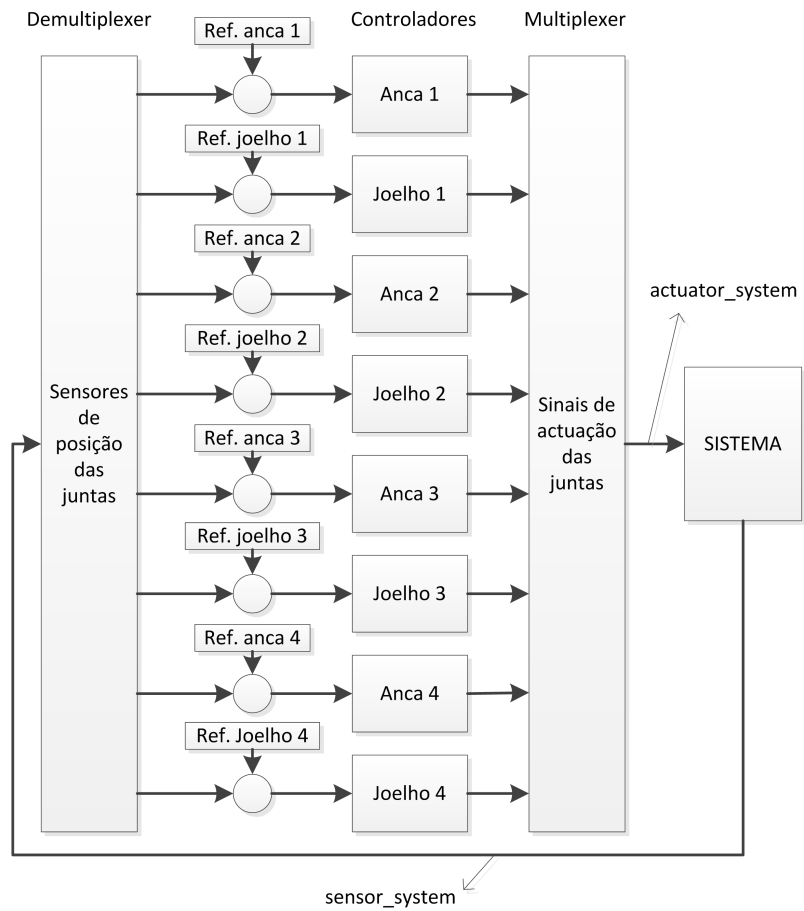 Demultiplexer
Controladores
Multiplexer
Ref. anca 1
Anca 1
Ref. joelho 1
Joelho 1
Ref. anca 2
Anca 2
Ref. joelho 2
Joelho 2
Ref. anca 3
Anca 3
Ref. joelho 3
Joelho 3
Ref. anca 4
Anca 4
Ref. Joelho 4
Joelho 4
Sensores
de
posição
das
juntas
Sinais de
actuação
das
juntas
actuator_system
SISTEMA
sensor_system